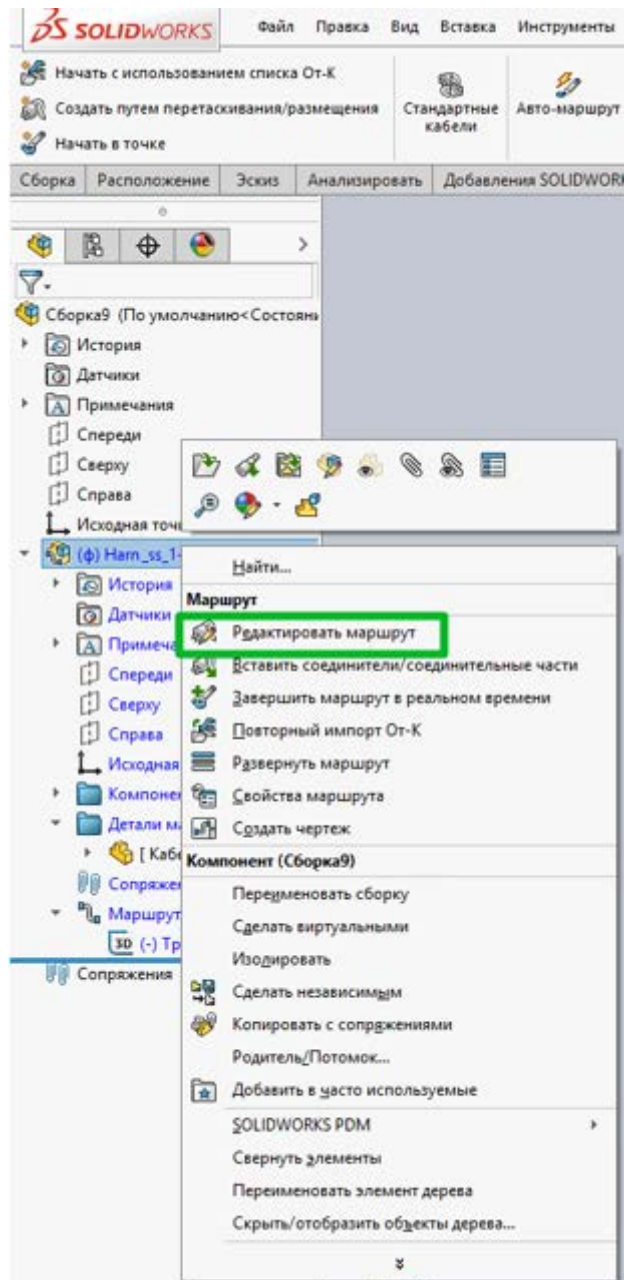 SOLIDWORKS Файл Правка Вид Вставка Инструменты
Начать с использованием списка От-К
Создать путем перетаскивания/размещения
Начать в точке
Стандартные кабели
Авто-маршрут
Сборка Расположение Эскиз Анализировать Добавления SOLIDWOR
Сборка9 (По умолчанию<Состоян
История
Датчики
Примечания
Спереди
Сверху
Справа
Исходная точ
(ф) Harn_ss_1-
История
Датчики
Примеча
Спереди
Сверху
Справа
Исходная
Компонен
Детали м
[ Кабе
Сопряжен
Маршрут
3D (-) Тр
Сопряжения
Найти...
Маршрут
Редактировать маршрут
Вставить соединители/соединительные части
Завершить маршрут в реальном времени
Повторный импорт От-К
Развернуть маршрут
Свойства маршрута
Создать чертеж
Компонент (Сборка9)
Переименовать сборку
Сделать виртуальными
Изолировать
Сделать независимым
Копировать с сопряжениями
Родитель/Потомок...
Добавить в часто используемые
SOLIDWORKS PDM
Свернуть элементы
Переименовать элемент дерева
Скрыть/отобразить объекты дерева...